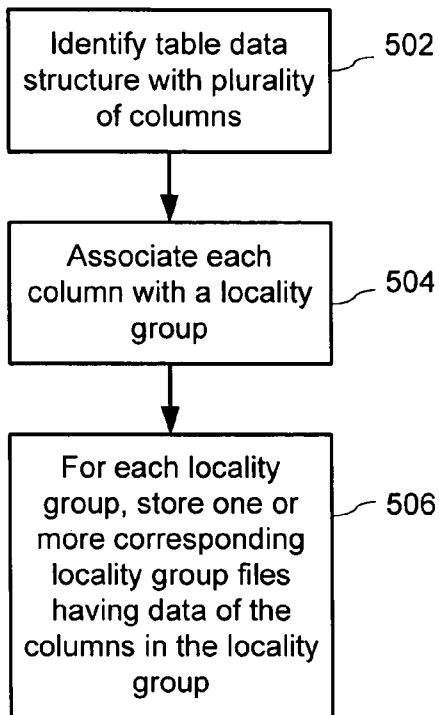 Identify table data
structure with plurality
of columns
502
Associate each
column with a locality
group
504
For each locality
group, store one or
more corresponding
locality group files
having data of the
columns in the locality
group
506